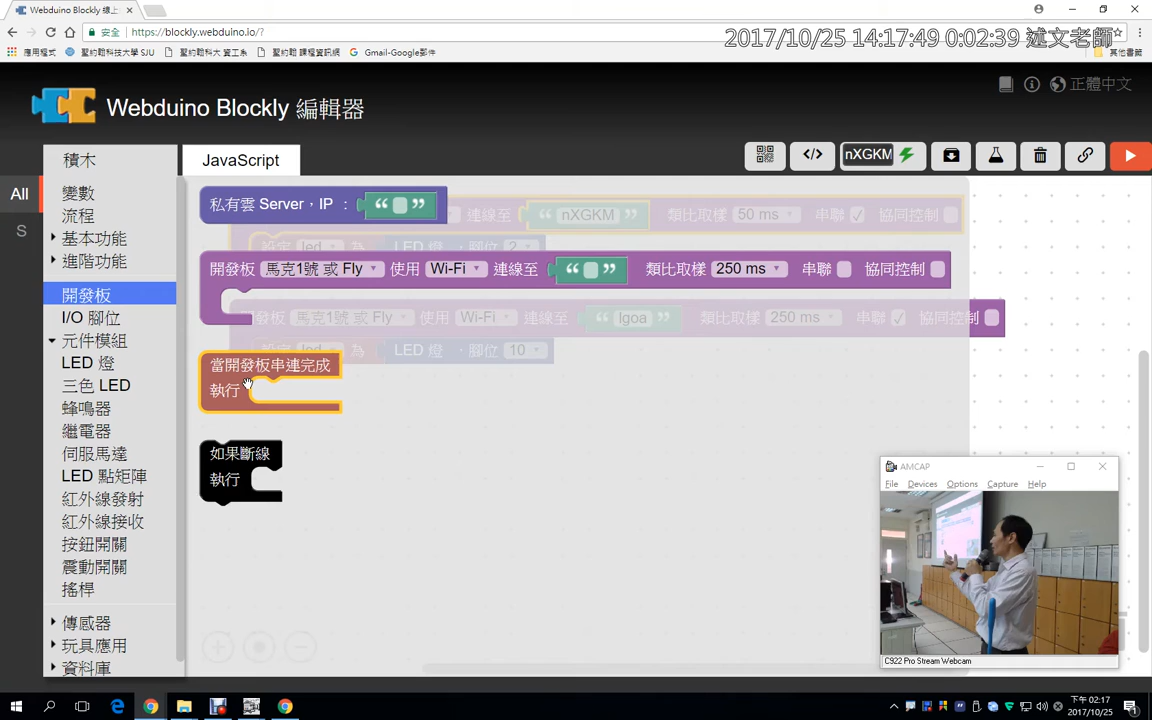 Webduino Blockly 線上
安全 https://blockly.webduino.io/?
2017/10/25 14:17:49 0:02:39 述文老師
應用程式 聖約翰科技大學 SJU 聖約翰科大 資工系 聖約翰 課程資訊網 Gmail-Google郵件 其他書籤
Webduino Blockly 編輯器
正體中文
積木
JavaScript
</>
nXGKM
All
S
變數
流程
基本功能
進階功能
開發板
I/O 腳位
元件模組
LED 燈
三色 LED
蜂鳴器
繼電器
伺服馬達
LED 點矩陣
紅外線發射
紅外線接收
按鈕開關
震動開關
搖桿
傳感器
玩具應用
資料庫
私有雲 Server,IP : “ ”
連線至 “ nXGKM ” 類比取樣 50 ms 串聯 協同控制
設定 led 為 LED 燈 ,腳位 2
開發板 馬克1號 或 Fly 使用 Wi-Fi 連線至 “ ” 類比取樣 250 ms 串聯 協同控制
開發板 馬克1號 或 Fly 使用 Wi-Fi 連線至 “ lgoa ” 類比取樣 250 ms 串聯 協同控制
設定 led 為 LED 燈 ,腳位 10
當開發板串連完成
執行
如果斷線
執行
AMCAP
File Devices Options Capture Help
C922 Pro Stream Webcam
下午 02:17
2017/10/25